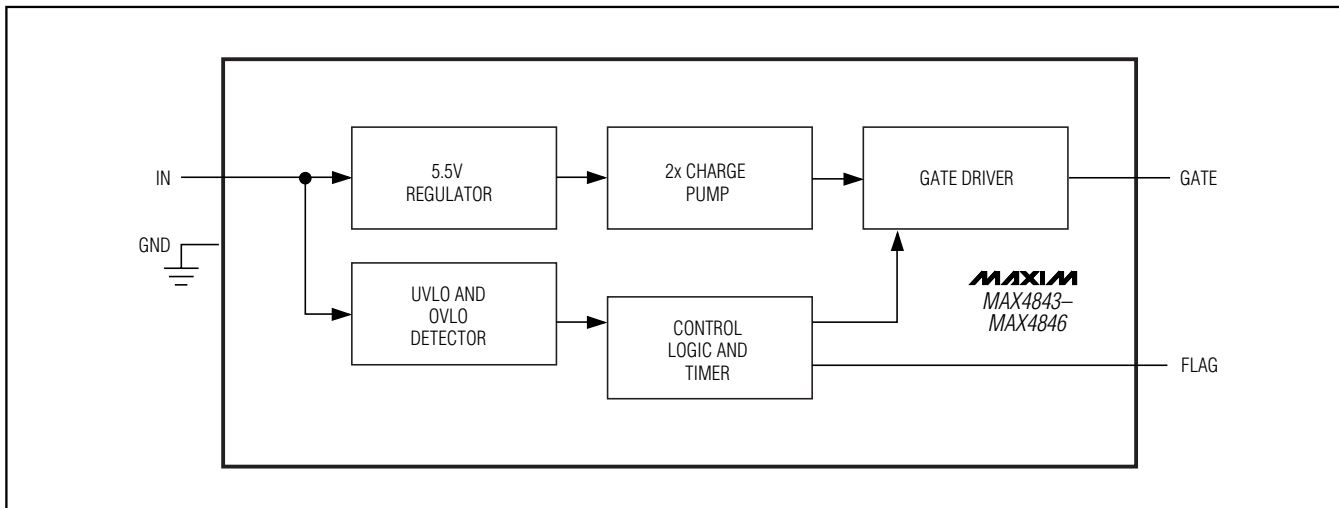 5.5V
REGULATOR
2x CHARGE
PUMP
GATE DRIVER
IN
GATE
GND
UVLO AND
OVLO
DETECTOR
CONTROL
LOGIC AND
TIMER
MAXIM
MAX4843–
MAX4846
FLAG